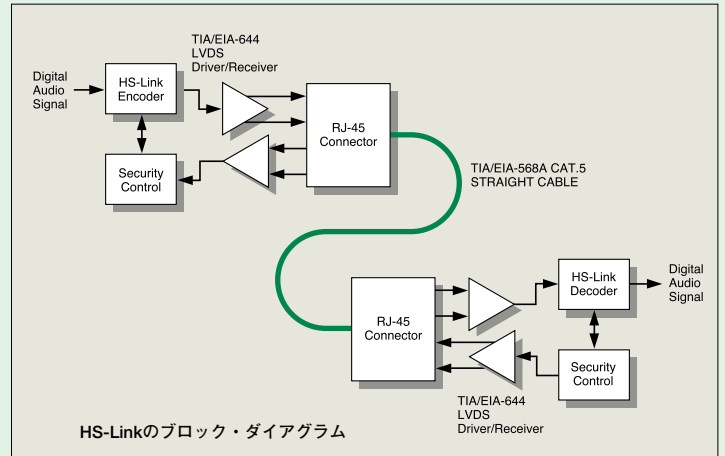 TIA/EIA-644
LVDS
Driver/Receiver
Digital
Audio
Signal
HS-Link
Encoder
RJ-45
Connector
Security
Control
TIA/EIA-568A CAT.5
STRAIGHT CABLE
RJ-45
Connector
HS-Link
Decoder
Digital
Audio
Signal
Security
Control
TIA/EIA-644
LVDS
Driver/Receiver
HS-Linkのブロック・ダイアグラム